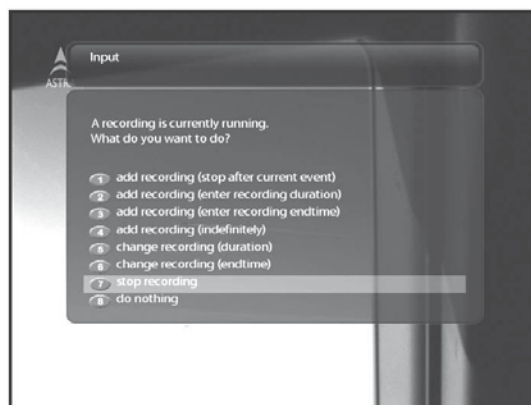 Input
ASTR
A recording is currently running.
What do you want to do?
1 add recording (stop after current event)
2 add recording (enter recording duration)
3 add recording (enter recording endtime)
4 add recording (indefinitely)
5 change recording (duration)
6 change recording (endtime)
7 stop recording
8 do nothing